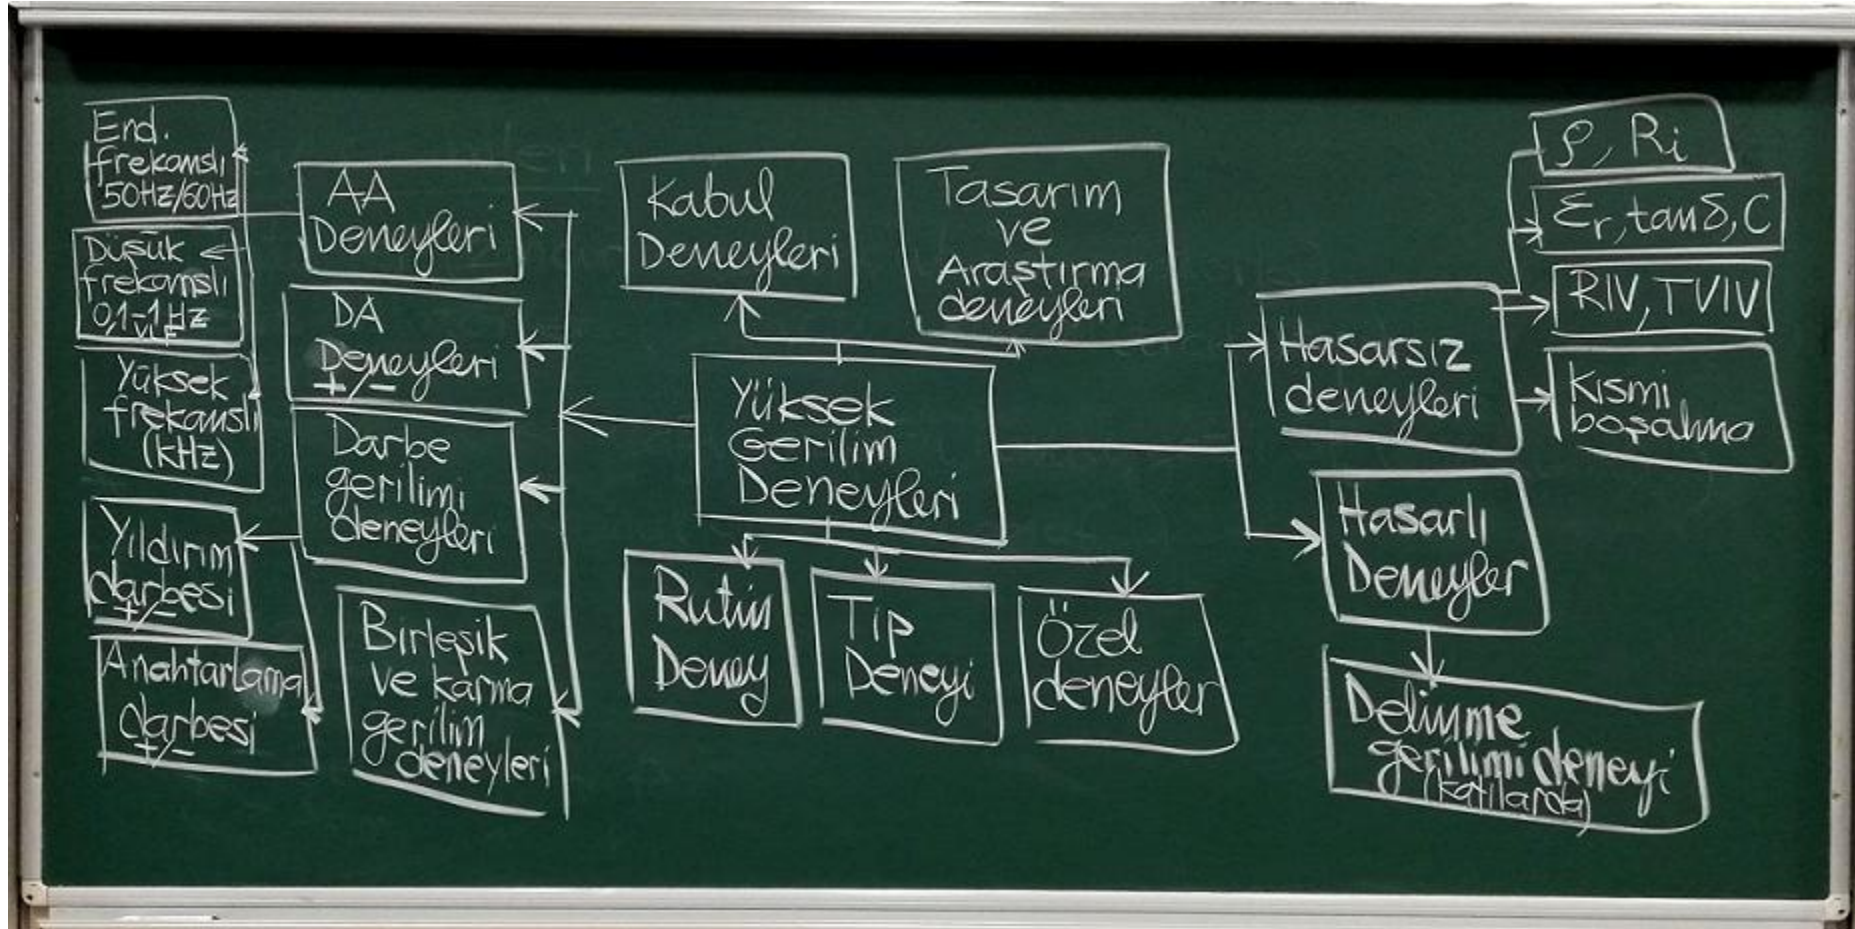 End.
frekanslı
50Hz/60Hz
Düşük
frekanslı
0,1-1Hz
VLF
Yüksek
frekanslı
(kHz)
Yıldırım
darbesi
+/-
Anahtarlama
darbesi
+/-
AA
Deneyleri
DA
Deneyleri
+/-
Darbe
gerilimi
deneyleri
Birleşik
ve karma
gerilim
deneyleri
Kabul
Deneyleri
Tasarım
ve
Araştırma
deneyleri
Yüksek
Gerilim
Deneyleri
Rutin
Deney
Tip
Deneyi
Özel
deneyler
Hasarsız
deneyleri
Hasarlı
Deneyler
Delinme
gerilimi deneyi
(katılarda)
ρ, Ri
εr, tanδ, C
RIV, TVIV
Kısmi
boşalma